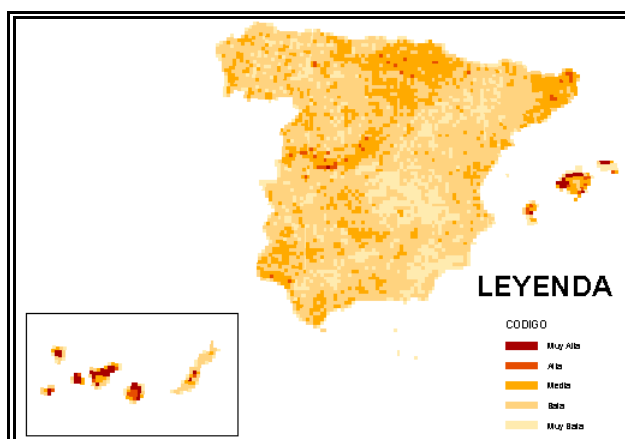 LEYENDA
CODIGO
Muy Alta
Alta
Media
Baja
Muy Baja